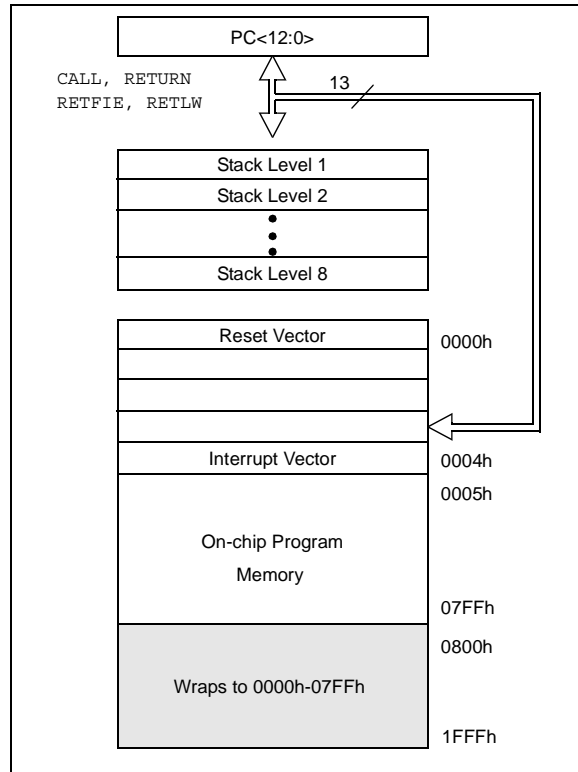 PC<12:0>
CALL, RETURN
RETFIE, RETLW
13
Stack Level 1
Stack Level 2
Stack Level 8
Reset Vector
0000h
Interrupt Vector
0004h
0005h
On-chip Program
Memory
07FFh
0800h
Wraps to 0000h-07FFh
1FFFh